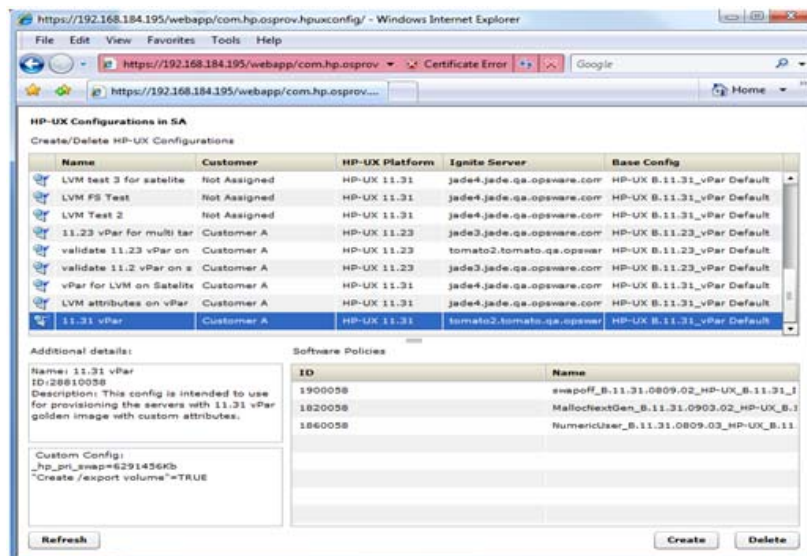 https://192.168.184.195/webapp/com.hp.osprov.hpuxconfig/ - Windows Internet Explorer
File Edit View Favorites Tools Help
https://192.168.184.195/webapp/com.hp.osprov Certificate Error Google
https://192.168.184.195/webapp/com.hp.osprov.... Home
HP-UX Configurations in SA
Create/Delete HP-UX Configurations
Name Customer HP-UX Platform Ignite Server Base Config
LVM test 3 for satelite Not Assigned HP-UX 11.31 jade4.jade.qa.opsware.com HP-UX B.11.31_vPar Default
LVM FS Test Not Assigned HP-UX 11.31 jade4.jade.qa.opsware.com HP-UX B.11.31_vPar Default
LVM Test 2 Not Assigned HP-UX 11.31 jade4.jade.qa.opsware.com HP-UX B.11.31_vPar Default
11.23 vPar for multi tar Customer A HP-UX 11.23 jade3.jade.qa.opsware.com HP-UX B.11.23_vPar Default
validate 11.23 vPar on Customer A HP-UX 11.23 tomato2.tomato.qa.opswar HP-UX B.11.23_vPar Default
validate 11.2 vPar on s Customer A HP-UX 11.23 jade3.jade.qa.opsware.com HP-UX B.11.23_vPar Default
vPar for LVM on Satelite Customer A HP-UX 11.31 jade4.jade.qa.opsware.com HP-UX B.11.31_vPar Default
LVM attributes on vPar Customer A HP-UX 11.31 jade4.jade.qa.opsware.com HP-UX B.11.31_vPar Default
11.31 vPar Customer A HP-UX 11.31 tomato2.tomato.qa.opswar HP-UX B.11.31_vPar Default
Additional details:
Name: 11.31 vPar
ID:28810058
Description: This config is intended to use
for provisioning the servers with 11.31 vPar
golden image with custom attributes.
Custom Config:
_hp_pri_swap=6291456Kb
"Create /export volume"=TRUE
Software Policies
ID Name
1900058 swapoff_B.11.31.0809.02_HP-UX_B.11.31_I
1820058 MallocNextGen_B.11.31.0903.02_HP-UX_B.1
1860058 NumericUser_B.11.31.0809.03_HP-UX_B.11.
Refresh Create Delete